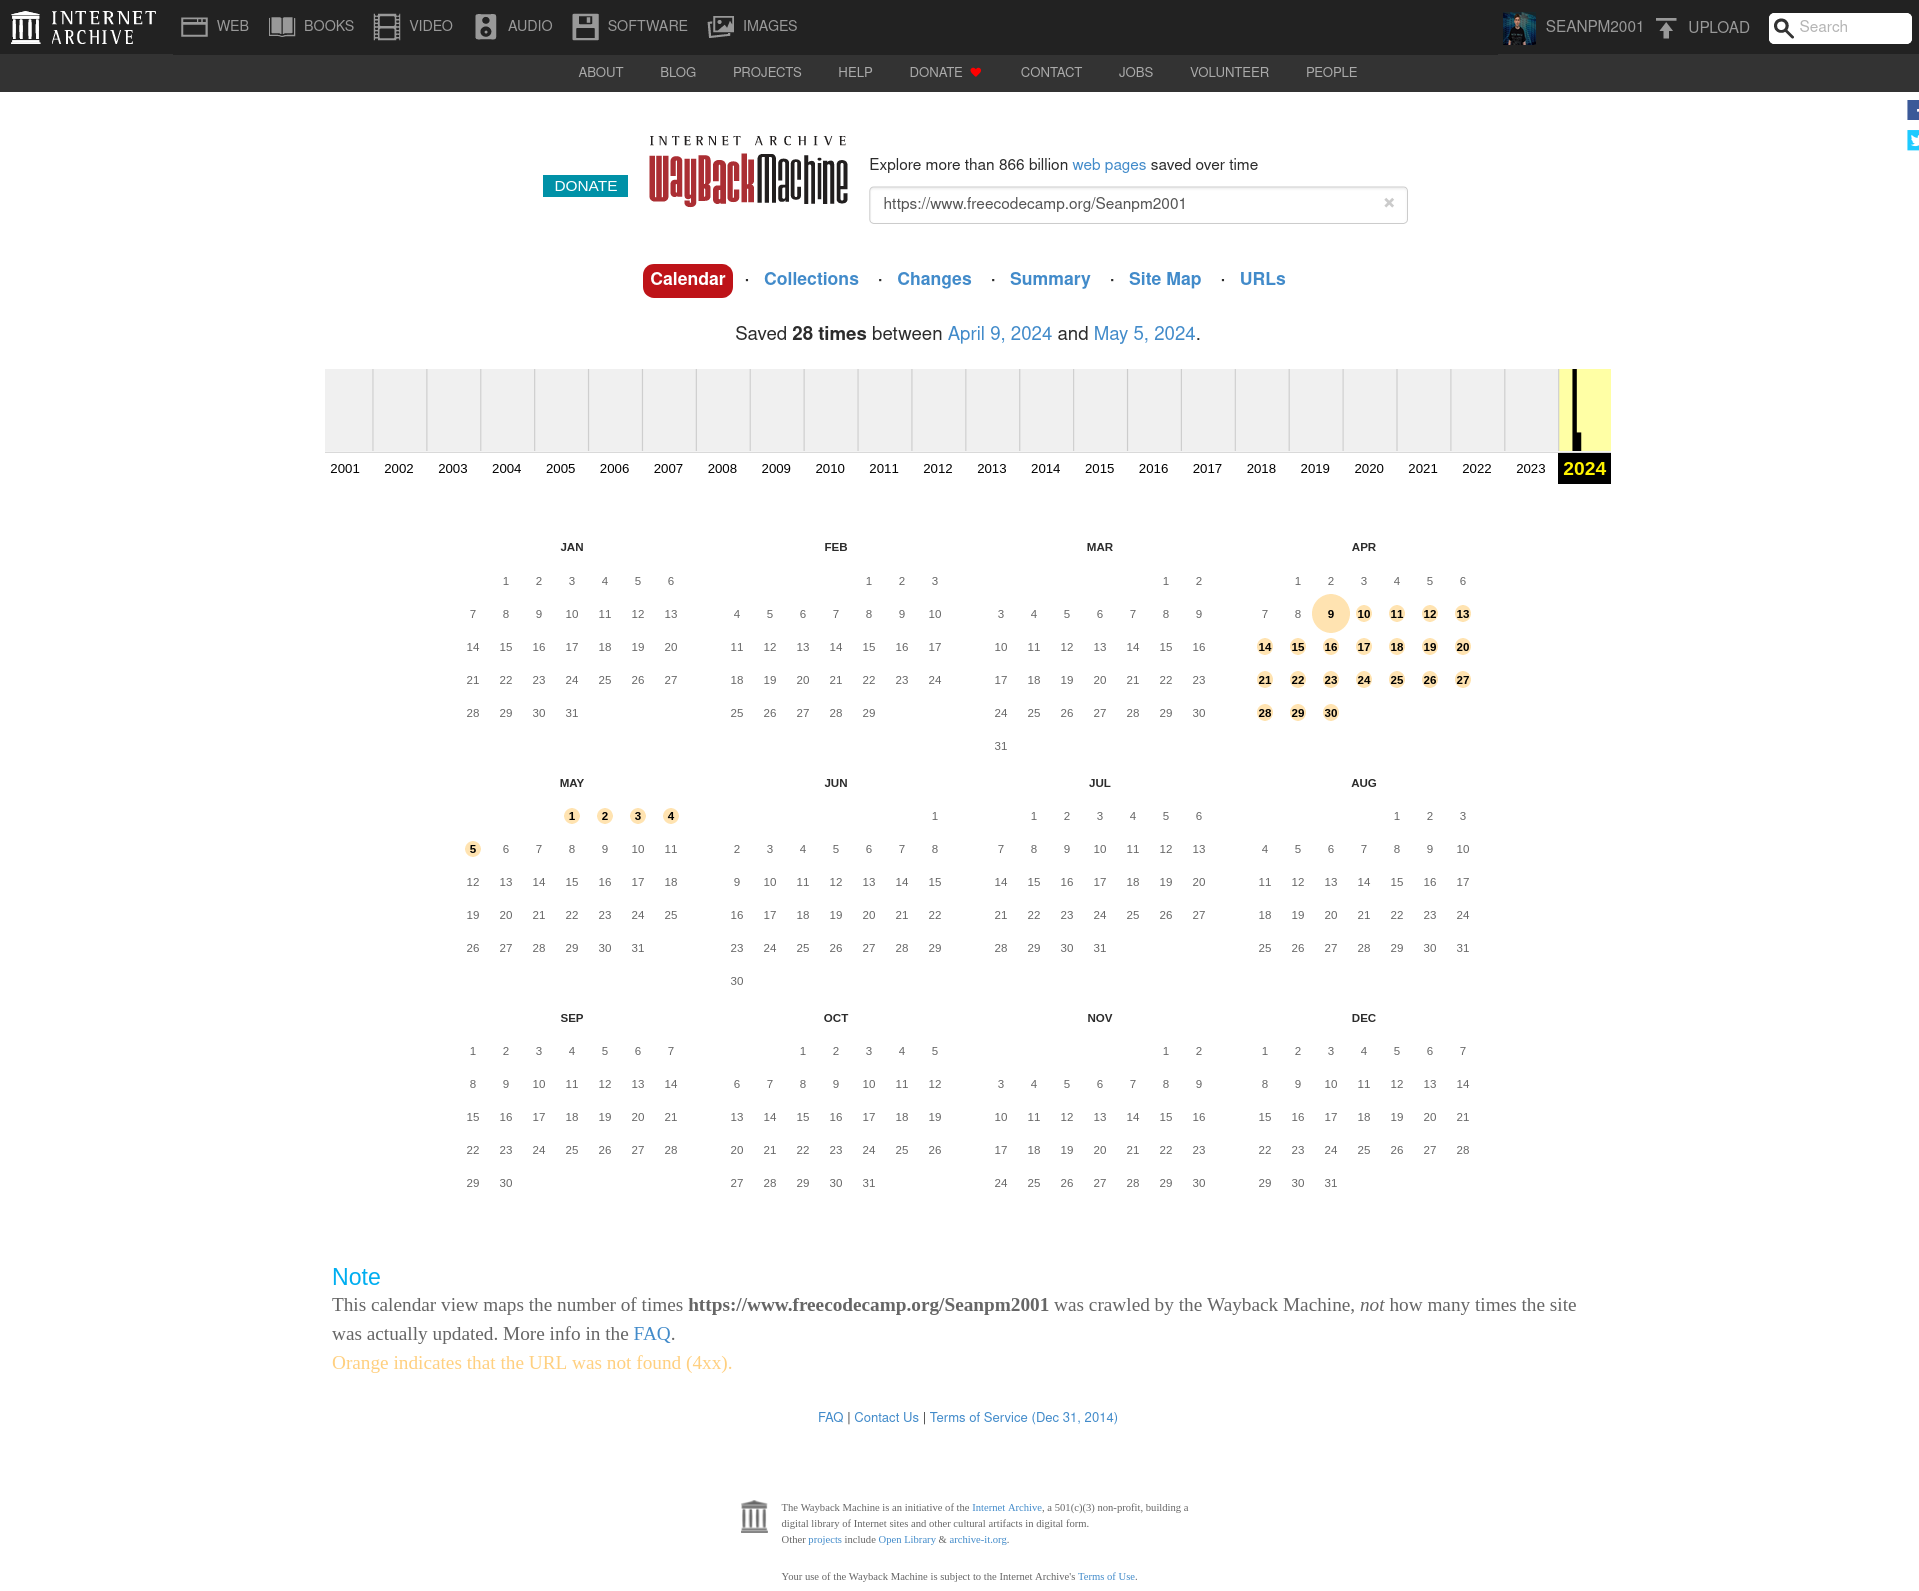 INTERNET ARCHIVE
WEB BOOKS VIDEO AUDIO SOFTWARE IMAGES SEANPM2001 UPLOAD Search
ABOUT BLOG PROJECTS HELP DONATE CONTACT JOBS VOLUNTEER PEOPLE
INTERNET ARCHIVE
WayBackMachine
DONATE
Explore more than 866 billion web pages saved over time
https://www.freecodecamp.org/Seanpm2001 ×
Calendar · Collections · Changes · Summary · Site Map · URLs
Saved 28 times between April 9, 2024 and May 5, 2024.
2001 2002 2003 2004 2005 2006 2007 2008 2009 2010 2011 2012 2013 2014 2015 2016 2017 2018 2019 2020 2021 2022 2023 2024
JAN
1 2 3 4 5 6
7 8 9 10 11 12 13
14 15 16 17 18 19 20
21 22 23 24 25 26 27
28 29 30 31
FEB
1 2 3
4 5 6 7 8 9 10
11 12 13 14 15 16 17
18 19 20 21 22 23 24
25 26 27 28 29
MAR
1 2
3 4 5 6 7 8 9
10 11 12 13 14 15 16
17 18 19 20 21 22 23
24 25 26 27 28 29 30
31
APR
1 2 3 4 5 6
7 8 9 10 11 12 13
14 15 16 17 18 19 20
21 22 23 24 25 26 27
28 29 30
MAY
1 2 3 4
5 6 7 8 9 10 11
12 13 14 15 16 17 18
19 20 21 22 23 24 25
26 27 28 29 30 31
JUN
1
2 3 4 5 6 7 8
9 10 11 12 13 14 15
16 17 18 19 20 21 22
23 24 25 26 27 28 29
30
JUL
1 2 3 4 5 6
7 8 9 10 11 12 13
14 15 16 17 18 19 20
21 22 23 24 25 26 27
28 29 30 31
AUG
1 2 3
4 5 6 7 8 9 10
11 12 13 14 15 16 17
18 19 20 21 22 23 24
25 26 27 28 29 30 31
SEP
1 2 3 4 5 6 7
8 9 10 11 12 13 14
15 16 17 18 19 20 21
22 23 24 25 26 27 28
29 30
OCT
1 2 3 4 5
6 7 8 9 10 11 12
13 14 15 16 17 18 19
20 21 22 23 24 25 26
27 28 29 30 31
NOV
1 2
3 4 5 6 7 8 9
10 11 12 13 14 15 16
17 18 19 20 21 22 23
24 25 26 27 28 29 30
DEC
1 2 3 4 5 6 7
8 9 10 11 12 13 14
15 16 17 18 19 20 21
22 23 24 25 26 27 28
29 30 31
Note
This calendar view maps the number of times https://www.freecodecamp.org/Seanpm2001 was crawled by the Wayback Machine, not how many times the site
was actually updated. More info in the FAQ.
Orange indicates that the URL was not found (4xx).
FAQ | Contact Us | Terms of Service (Dec 31, 2014)
The Wayback Machine is an initiative of the Internet Archive, a 501(c)(3) non-profit, building a
digital library of Internet sites and other cultural artifacts in digital form.
Other projects include Open Library & archive-it.org.
Your use of the Wayback Machine is subject to the Internet Archive's Terms of Use.